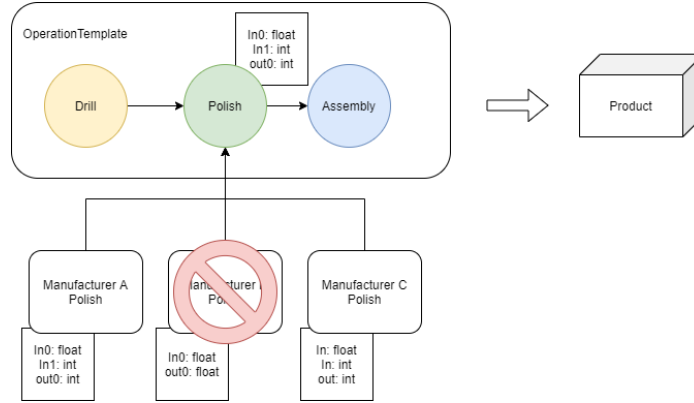 OperationTemplate
In0: float
In1: int
out0: int
Drill
Polish
Assembly
Product
Manufacturer A
Polish
Manufacturer
Manufacturer C
Polish
In0: float
In1: int
out0: int
In0: float
out0: float
In: float
In: int
out: int